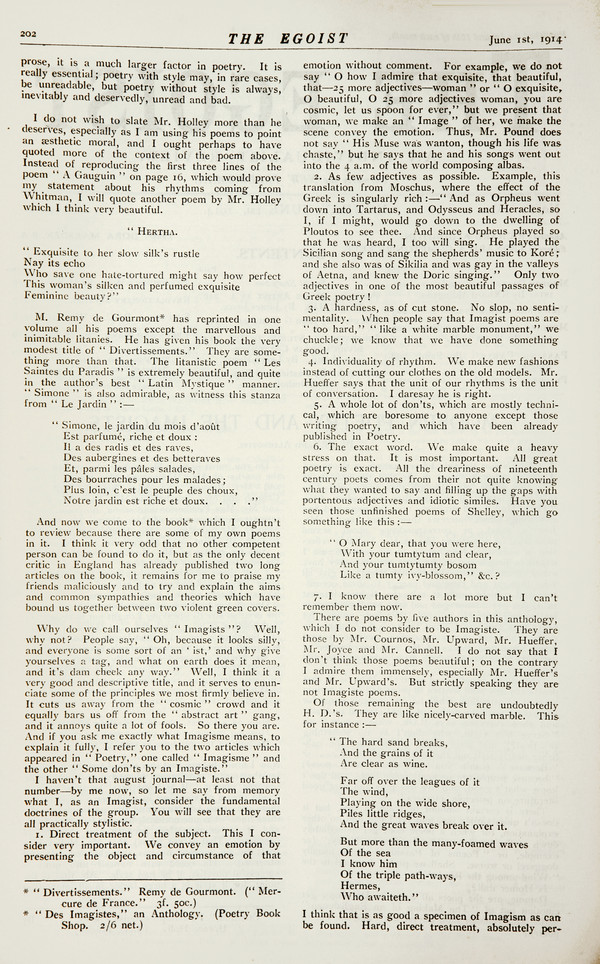 202
THE EGOIST
June 1st, 1914
prose, it is a much larger factor in poetry. It is
really essential; poetry with style may, in rare cases,
be unreadable, but poetry without style is always,
inevitably and deservedly, unread and bad.
I do not wish to slate Mr. Holley more than he
deserves, especially as I am using his poems to point
an æsthetic moral, and I ought perhaps to have
quoted more of the context of the poem above.
Instead of reproducing the first three lines of the
poem " A Gauguin " on page 16, which would prove
my statement about his rhythms coming from
Whitman, I will quote another poem by Mr. Holley
which I think very beautiful.
" HERTHA.
" Exquisite to her slow silk's rustle
Nay its echo
Who save one hate-tortured might say how perfect
This woman's silken and perfumed exquisite
Feminine beauty?"
M. Remy de Gourmont* has reprinted in one
volume all his poems except the marvellous and
inimitable litanies. He has given his book the very
modest title of " Divertissements." They are some-
thing more than that. The litanistic poem " Les
Saintes du Paradis " is extremely beautiful, and quite
in the author's best " Latin Mystique " manner.
" Simone " is also admirable, as witness this stanza
from " Le Jardin " :—
" Simone, le jardin du mois d'août
Est parfumé, riche et doux :
Il a des radis et des raves,
Des aubergines et des betteraves
Et, parmi les pâles salades,
Des bourraches pour les malades;
Plus loin, c'est le peuple des choux,
Notre jardin est riche et doux. . . ."
And now we come to the book* which I oughtn't
to review because there are some of my own poems
in it. I think it very odd that no other competent
person can be found to do it, but as the only decent
critic in England has already published two long
articles on the book, it remains for me to praise my
friends maliciously and to try and explain the aims
and common sympathies and theories which have
bound us together between two violent green covers.
Why do we call ourselves " Imagists "? Well,
why not? People say, " Oh, because it looks silly,
and everyone is some sort of an ' ist,' and why give
yourselves a tag, and what on earth does it mean,
and it's dam cheek any way." Well, I think it a
very good and descriptive title, and it serves to enun-
ciate some of the principles we most firmly believe in.
It cuts us away from the " cosmic " crowd and it
equally bars us off from the " abstract art " gang,
and it annoys quite a lot of fools. So there you are.
And if you ask me exactly what Imagisme means, to
explain it fully, I refer you to the two articles which
appeared in " Poetry," one called " Imagisme " and
the other " Some don'ts by an Imagiste."
I haven't that august journal—at least not that
number—by me now, so let me say from memory
what I, as an Imagist, consider the fundamental
doctrines of the group. You will see that they are
all practically stylistic.
1. Direct treatment of the subject. This I con-
sider very important. We convey an emotion by
presenting the object and circumstance of that
* " Divertissements." Remy de Gourmont. (" Mer-
cure de France." 3f. 50c.)
* " Des Imagistes," an Anthology. (Poetry Book
Shop. 2/6 net.)
emotion without comment. For example, we do not
say " O how I admire that exquisite, that beautiful,
that—25 more adjectives—woman " or " O exquisite,
O beautiful, O 25 more adjectives woman, you are
cosmic, let us spoon for ever," but we present that
woman, we make an " Image " of her, we make the
scene convey the emotion. Thus, Mr. Pound does
not say " His Muse was wanton, though his life was
chaste," but he says that he and his songs went out
into the 4 a.m. of the world composing albas.
2. As few adjectives as possible. Example, this
translation from Moschus, where the effect of the
Greek is singularly rich :—" And as Orpheus went
down into Tartarus, and Odysseus and Heracles, so
I, if I might, would go down to the dwelling of
Ploutos to see thee. And since Orpheus played so
that he was heard, I too will sing. He played the
Sicilian song and sang the shepherds' music to Koré;
and she also was of Sikilia and was gay in the valleys
of Aetna, and knew the Doric singing." Only two
adjectives in one of the most beautiful passages of
Greek poetry!
3. A hardness, as of cut stone. No slop, no senti-
mentality. When people say that Imagist poems are
" too hard," " like a white marble monument," we
chuckle; we know that we have done something
good.
4. Individuality of rhythm. We make new fashions
instead of cutting our clothes on the old models. Mr.
Hueffer says that the unit of our rhythms is the unit
of conversation. I daresay he is right.
5. A whole lot of don'ts, which are mostly techni-
cal, which are boresome to anyone except those
writing poetry, and which have been already
published in Poetry.
6. The exact word. We make quite a heavy
stress on that. It is most important. All great
poetry is exact. All the dreariness of nineteenth
century poets comes from their not quite knowing
what they wanted to say and filling up the gaps with
portentous adjectives and idiotic similes. Have you
seen those unfinished poems of Shelley, which go
something like this :—
" O Mary dear, that you were here,
With your tumtytum and clear,
And your tumtytumty bosom
Like a tumty ivy-blossom," &c.?
7. I know there are a lot more but I can't
remember them now.
There are poems by five authors in this anthology,
which I do not consider to be Imagiste. They are
those by Mr. Cournos, Mr. Upward, Mr. Hueffer,
Mr. Joyce and Mr. Cannell. I do not say that I
don't think those poems beautiful; on the contrary
I admire them immensely, especially Mr. Hueffer's
and Mr. Upward's. But strictly speaking they are
not Imagiste poems.
Of those remaining the best are undoubtedly
H. D.'s. They are like nicely-carved marble. This
for instance :—
" The hard sand breaks,
And the grains of it
Are clear as wine.
Far off over the leagues of it
The wind,
Playing on the wide shore,
Piles little ridges,
And the great waves break over it.
But more than the many-foamed waves
Of the sea
I know him
Of the triple path-ways,
Hermes,
Who awaiteth."
I think that is as good a specimen of Imagism as can
be found. Hard, direct treatment, absolutely per-